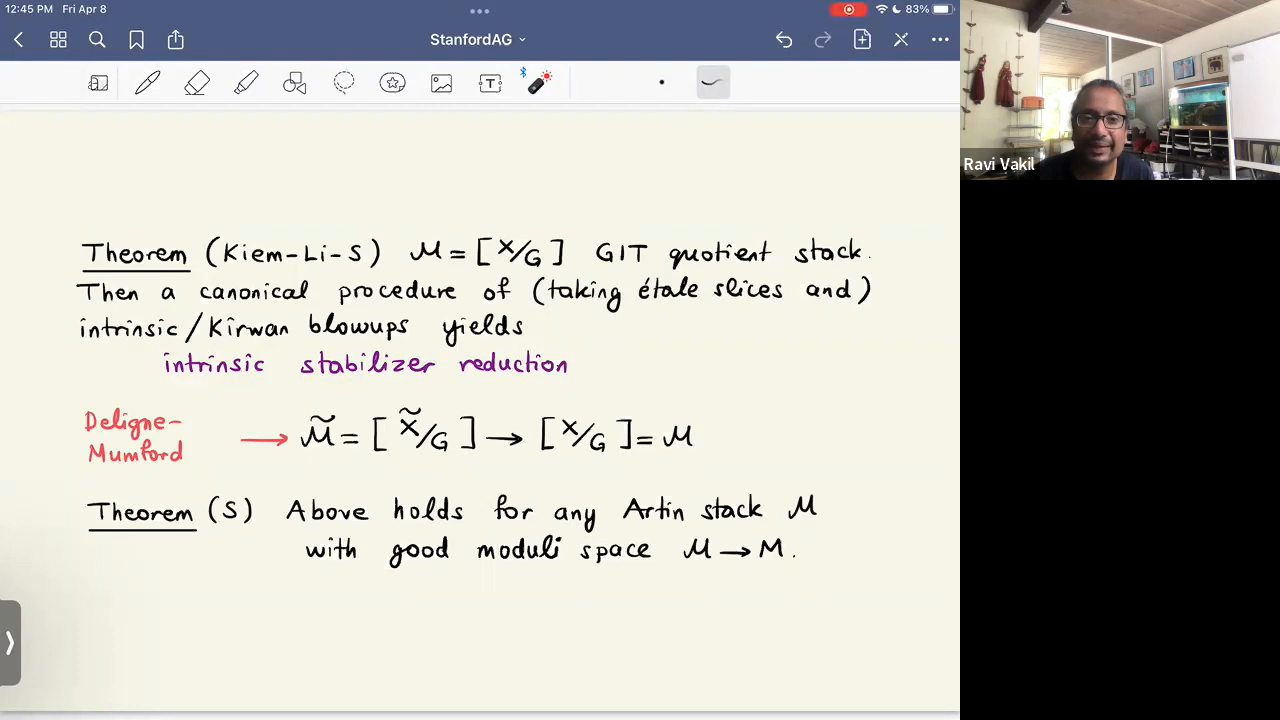 12:45 PM Fri Apr 8
83%
StanfordAG
Ravi Vakil
Theorem (Kiem-Li-S) 𝓜 = [X/G] GIT quotient stack.
Then a canonical procedure of (taking étale slices and)
intrinsic/Kirwan blowups yields
intrinsic stabilizer reduction
Deligne-
Mumford → 𝓜̃ = [X̃/G] → [X/G] = 𝓜
Theorem (S) Above holds for any Artin stack 𝓜
with good moduli space 𝓜 → M.